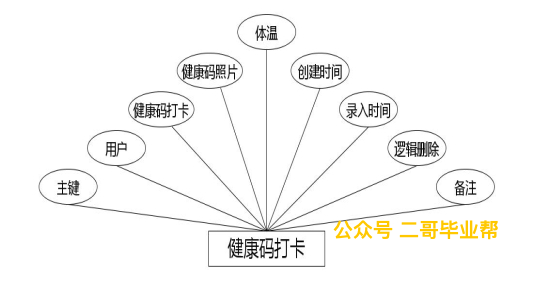 体温
健康码照片
创建时间
健康码打卡
录入时间
用户
逻辑删除
主键
备注
公众号 二哥毕业帮
健康码打卡